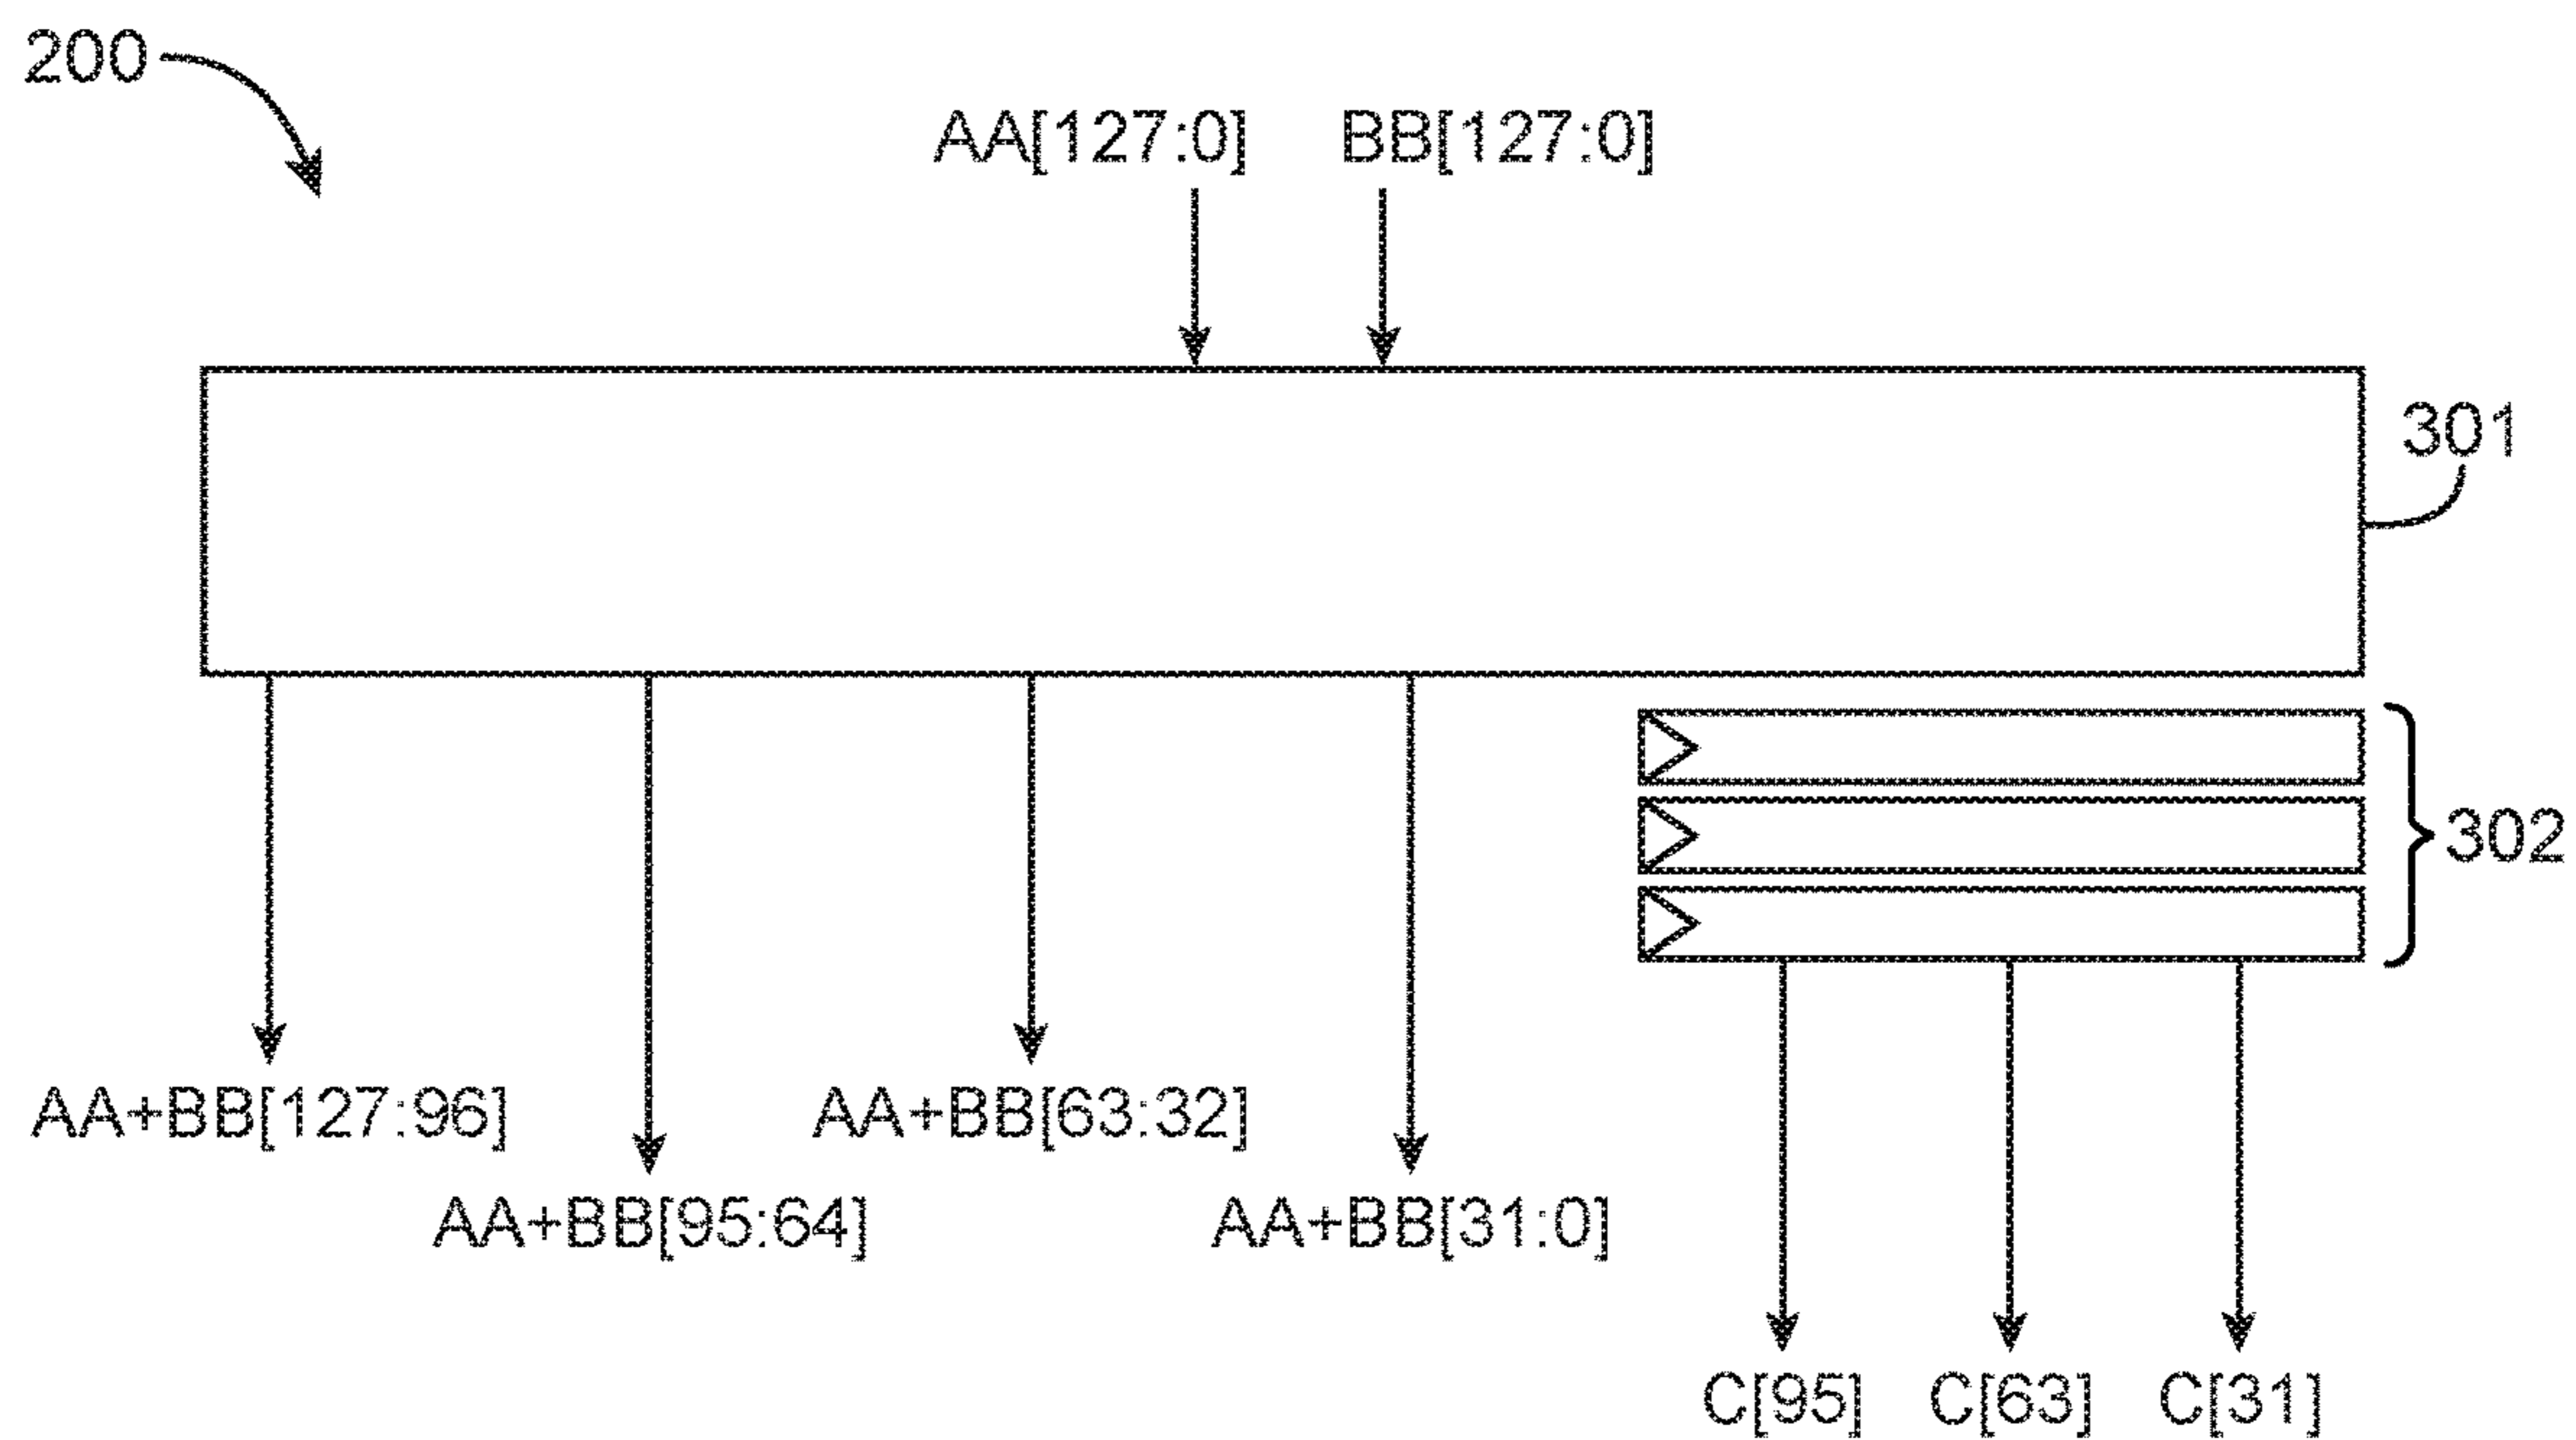 200
AA[127:0] BB[127:0]
301
302
AA+BB[127:96] AA+BB[63:32]
AA+BB[95:64] AA+BB[31:0]
C[95] C[63] C[31]